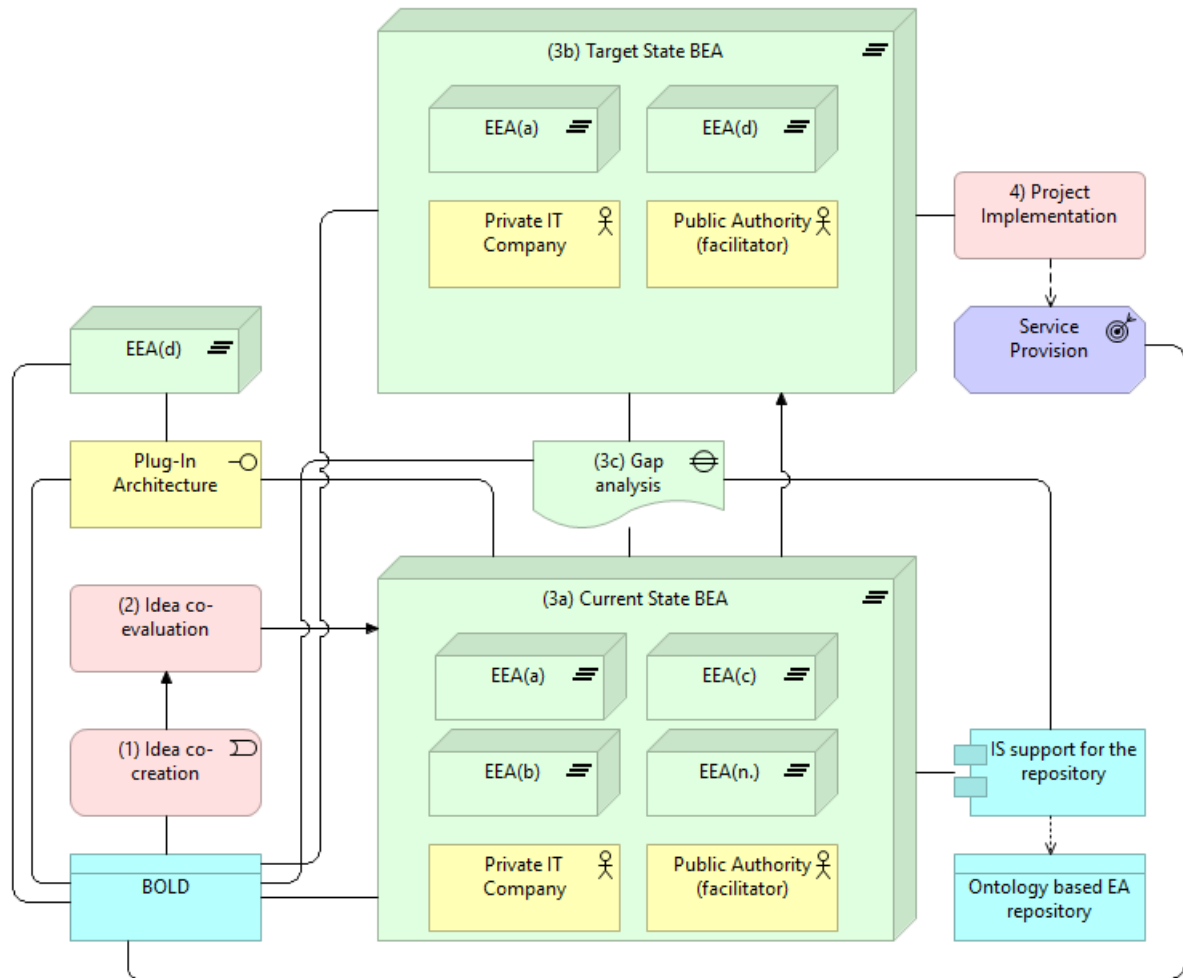 (3b) Target State BEA
EEA(a)
EEA(d)
Private IT
Company
Public Authority
(facilitator)
4) Project
Implementation
Service
Provision
EEA(d)
Plug-In
Architecture
(3c) Gap
analysis
(2) Idea co-
evaluation
(1) Idea co-
creation
BOLD
(3a) Current State BEA
EEA(a)
EEA(c)
EEA(b)
EEA(n.)
Private IT
Company
Public Authority
(facilitator)
IS support for the
repository
Ontology based EA
repository